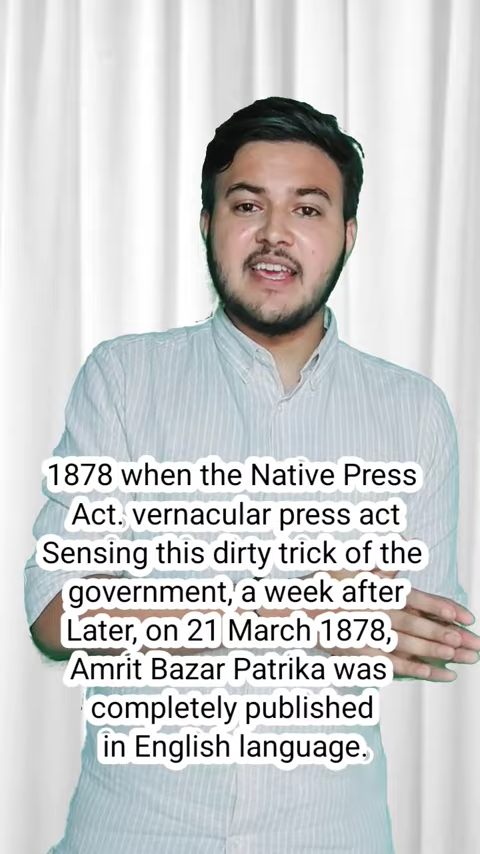 1878 when the Native Press
Act. vernacular press act
Sensing this dirty trick of the
government, a week after
Later, on 21 March 1878,
Amrit Bazar Patrika was
completely published
in English language.